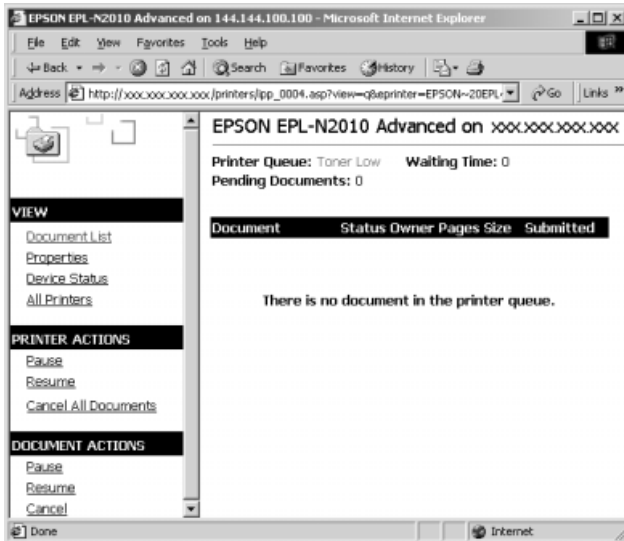 EPSON EPL-N2010 Advanced on 144.144.100.100 - Microsoft Internet Explorer
File Edit View Favorites Tools Help
Back Search Favorites History
Address http://xxx.xxx.xxx.xxx/printers/ipp_0004.asp?view=q&eprinter=EPSON~20EPL- Go Links »
EPSON EPL-N2010 Advanced on xxx.xxx.xxx.xxx
Printer Queue: Toner Low Waiting Time: 0
Pending Documents: 0
VIEW
Document List
Properties
Device Status
All Printers
PRINTER ACTIONS
Pause
Resume
Cancel All Documents
DOCUMENT ACTIONS
Pause
Resume
Cancel
Document Status Owner Pages Size Submitted
There is no document in the printer queue.
Done Internet